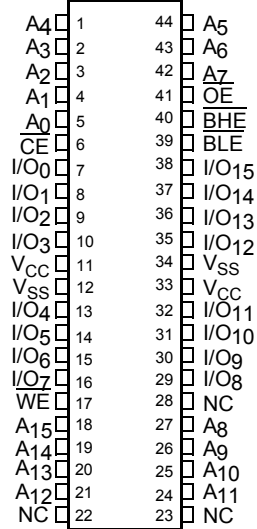 A4 1 44 A5
A3 2 43 A6
A2 3 42 A7
A1 4 41 OE
A0 5 40 BHE
CE 6 39 BLE
I/O0 7 38 I/O15
I/O1 8 37 I/O14
I/O2 9 36 I/O13
I/O3 10 35 I/O12
VCC 11 34 VSS
VSS 12 33 VCC
I/O4 13 32 I/O11
I/O5 14 31 I/O10
I/O6 15 30 I/O9
I/O7 16 29 I/O8
WE 17 28 NC
A15 18 27 A8
A14 19 26 A9
A13 20 25 A10
A12 21 24 A11
NC 22 23 NC